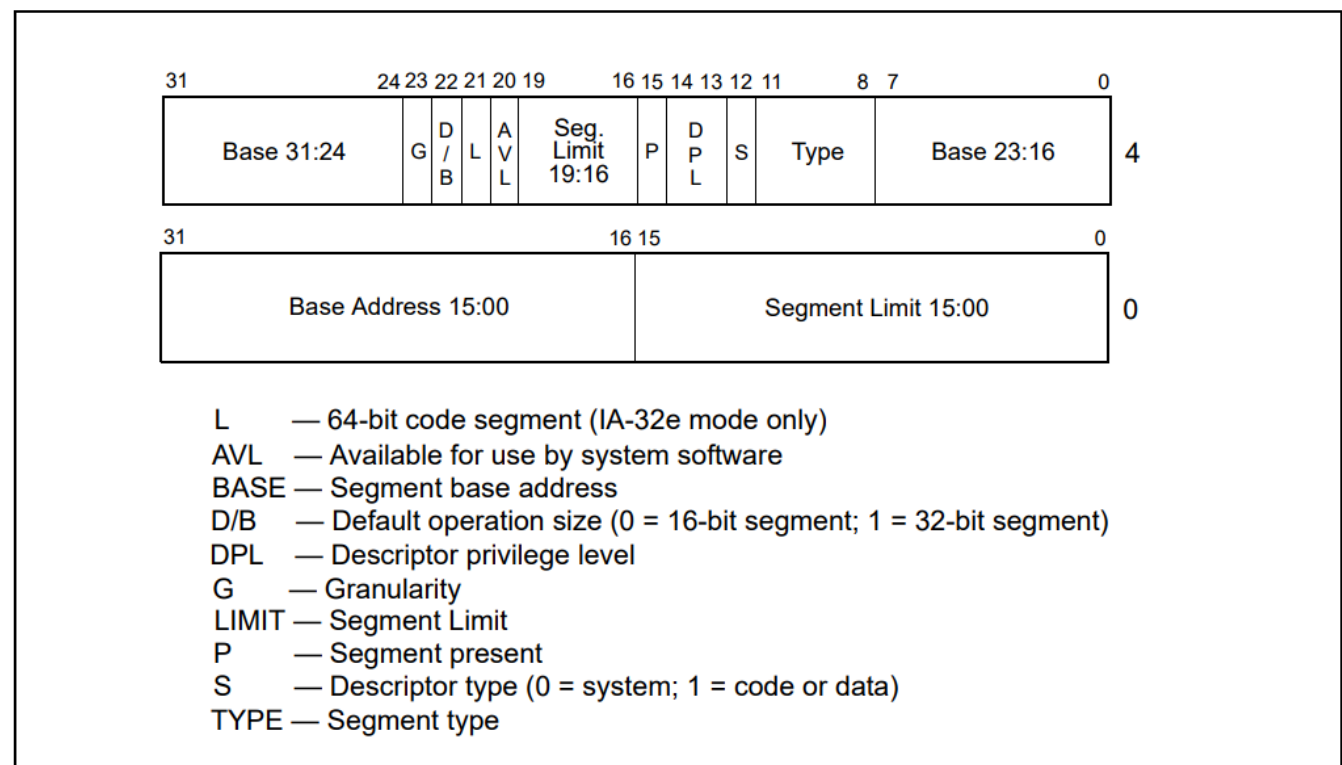 31 24 23 22 21 20 19 16 15 14 13 12 11 8 7 0
Base 31:24 G D/B L AVL Seg. Limit 19:16 P DPL S Type Base 23:16 4
31 16 15 0
Base Address 15:00 Segment Limit 15:00 0
L — 64-bit code segment (IA-32e mode only)
AVL — Available for use by system software
BASE — Segment base address
D/B — Default operation size (0 = 16-bit segment; 1 = 32-bit segment)
DPL — Descriptor privilege level
G — Granularity
LIMIT — Segment Limit
P — Segment present
S — Descriptor type (0 = system; 1 = code or data)
TYPE — Segment type